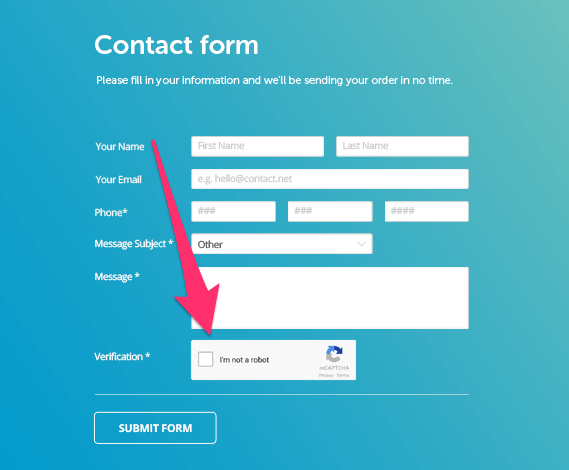 Contact form
Please fill in your information and we'll be sending your order in no time.
Your Name First Name Last Name
Your Email e.g. hello@contact.net
Phone* ### ### ####
Message Subject * Other
Message *
Verification * I'm not a robot reCAPTCHA
Privacy - Terms
SUBMIT FORM